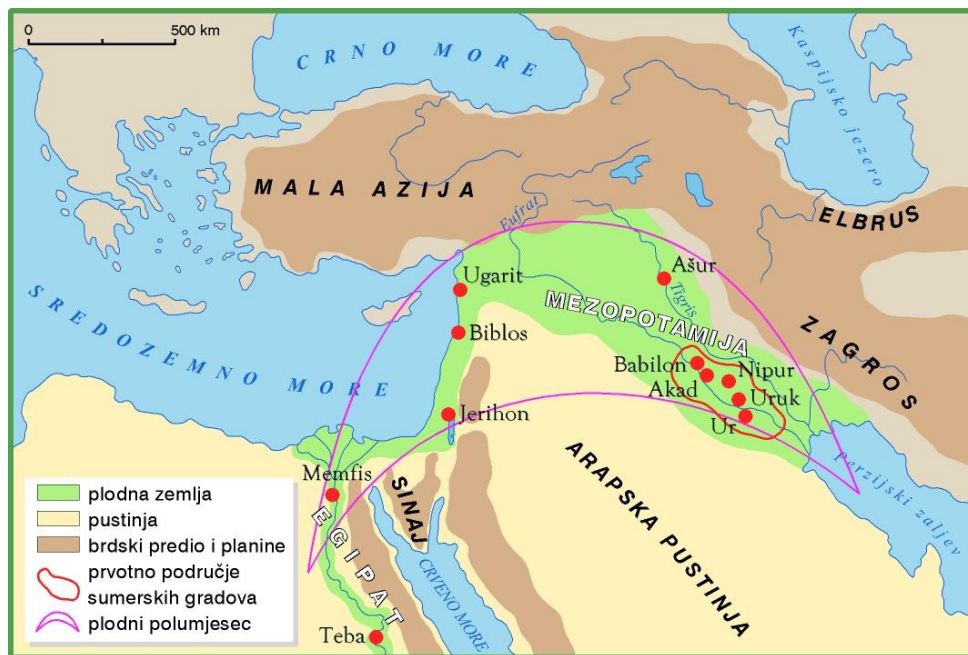 0 500 km
CRNO MORE
Kaspijsko jezero
MALA AZIJA
Eufrat
ELBRUS
Ugarit
Ašur
Tigris
SREDOZEMNO MORE
MEZOPOTAMIJA
ZAGROS
Biblos
Babilon
Nipur
Akad
Uruk
Jerihon
Ur
perzijski zaljev
Memfis
SINAJ
ARAPSKA PUSTINJA
EGIPAT
CRVENO MORE
Teba
plodna zemlja
pustinja
brdski predio i planine
prvotno područje
sumerskih gradova
plodni polumjesec